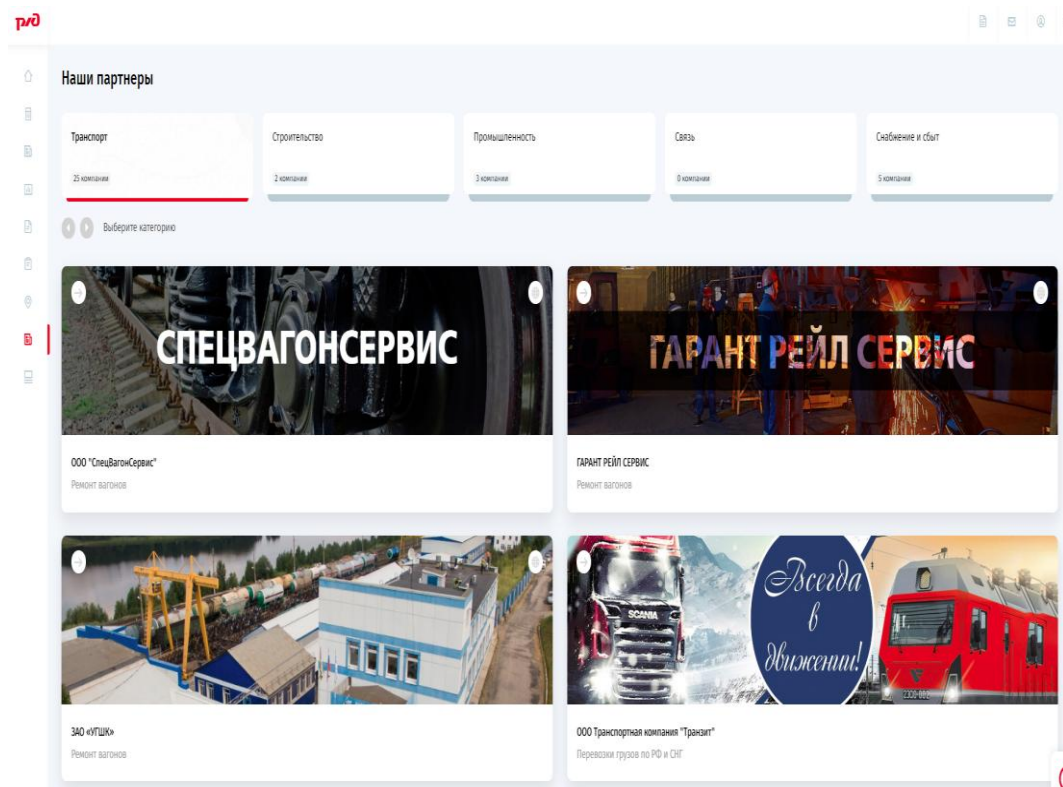 ржд
Наши партнеры
Транспорт
25 компании
Строительство
2 компании
Промышленность
3 компании
Связь
0 компании
Снабжение и сбыт
5 компании
Выберите категорию
СПЕЦВАГОНСЕРВИС
ООО "СпецВагонСервис"
Ремонт вагонов
ГАРАНТ РЕЙЛ СЕРВИС
ГАРАНТ РЕЙЛ СЕРВИС
Ремонт вагонов
ЗАО «УГШК»
Ремонт вагонов
SCANIA
Всегда
в
движении!
ООО Транспортная компания "Транзит"
Перевозки грузов по РФ и СНГ